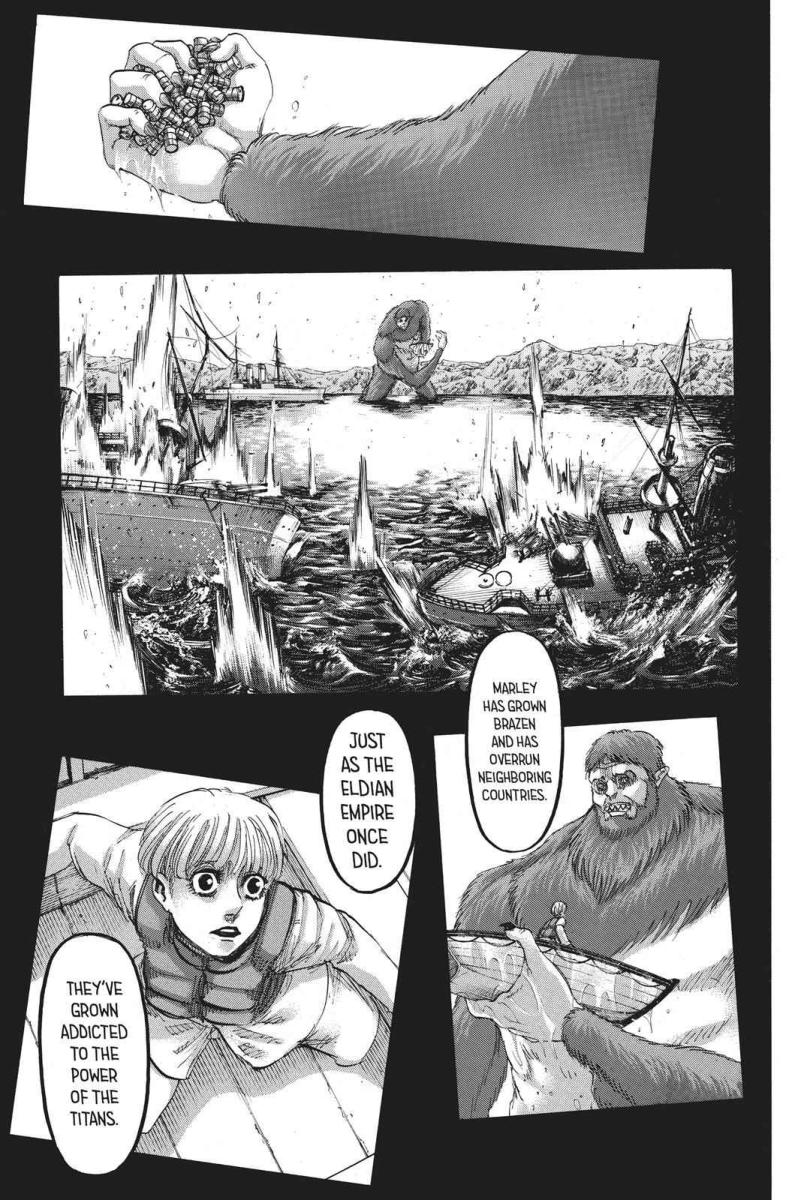 MARLEY
HAS GROWN
BRAZEN
AND HAS
OVERRUN
NEIGHBORING
COUNTRIES.
JUST
AS THE
ELDIAN
EMPIRE
ONCE
DID.
THEY'VE
GROWN
ADDICTED
TO THE
POWER
OF THE
TITANS.